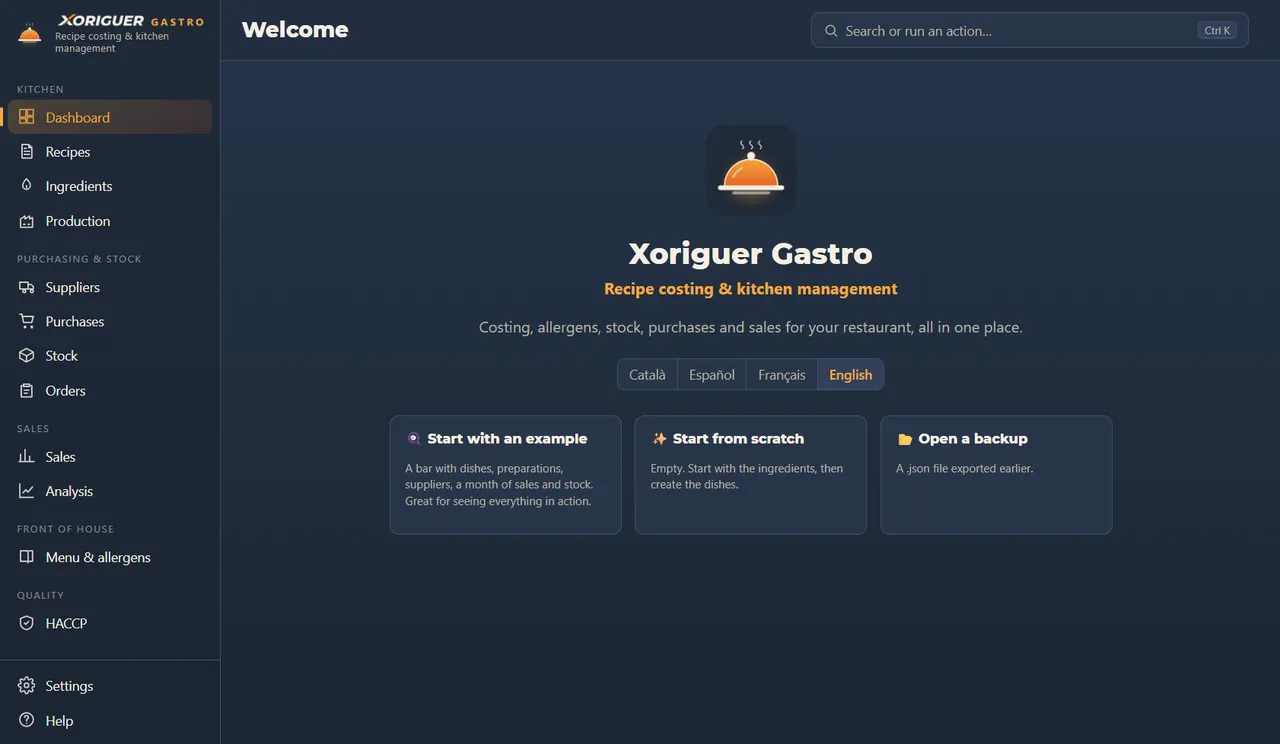 XORIGUER GASTRO
Recipe costing & kitchen
management
KITCHEN
Dashboard
Recipes
Ingredients
Production
PURCHASING & STOCK
Suppliers
Purchases
Stock
Orders
SALES
Sales
Analysis
FRONT OF HOUSE
Menu & allergens
QUALITY
HACCP
Settings
Help
Welcome
Search or run an action...
Ctrl K
Xoriguer Gastro
Recipe costing & kitchen management
Costing, allergens, stock, purchases and sales for your restaurant, all in one place.
Català Español Français English
Start with an example
A bar with dishes, preparations,
suppliers, a month of sales and stock.
Great for seeing everything in action.
Start from scratch
Empty. Start with the ingredients, then
create the dishes.
Open a backup
A .json file exported earlier.